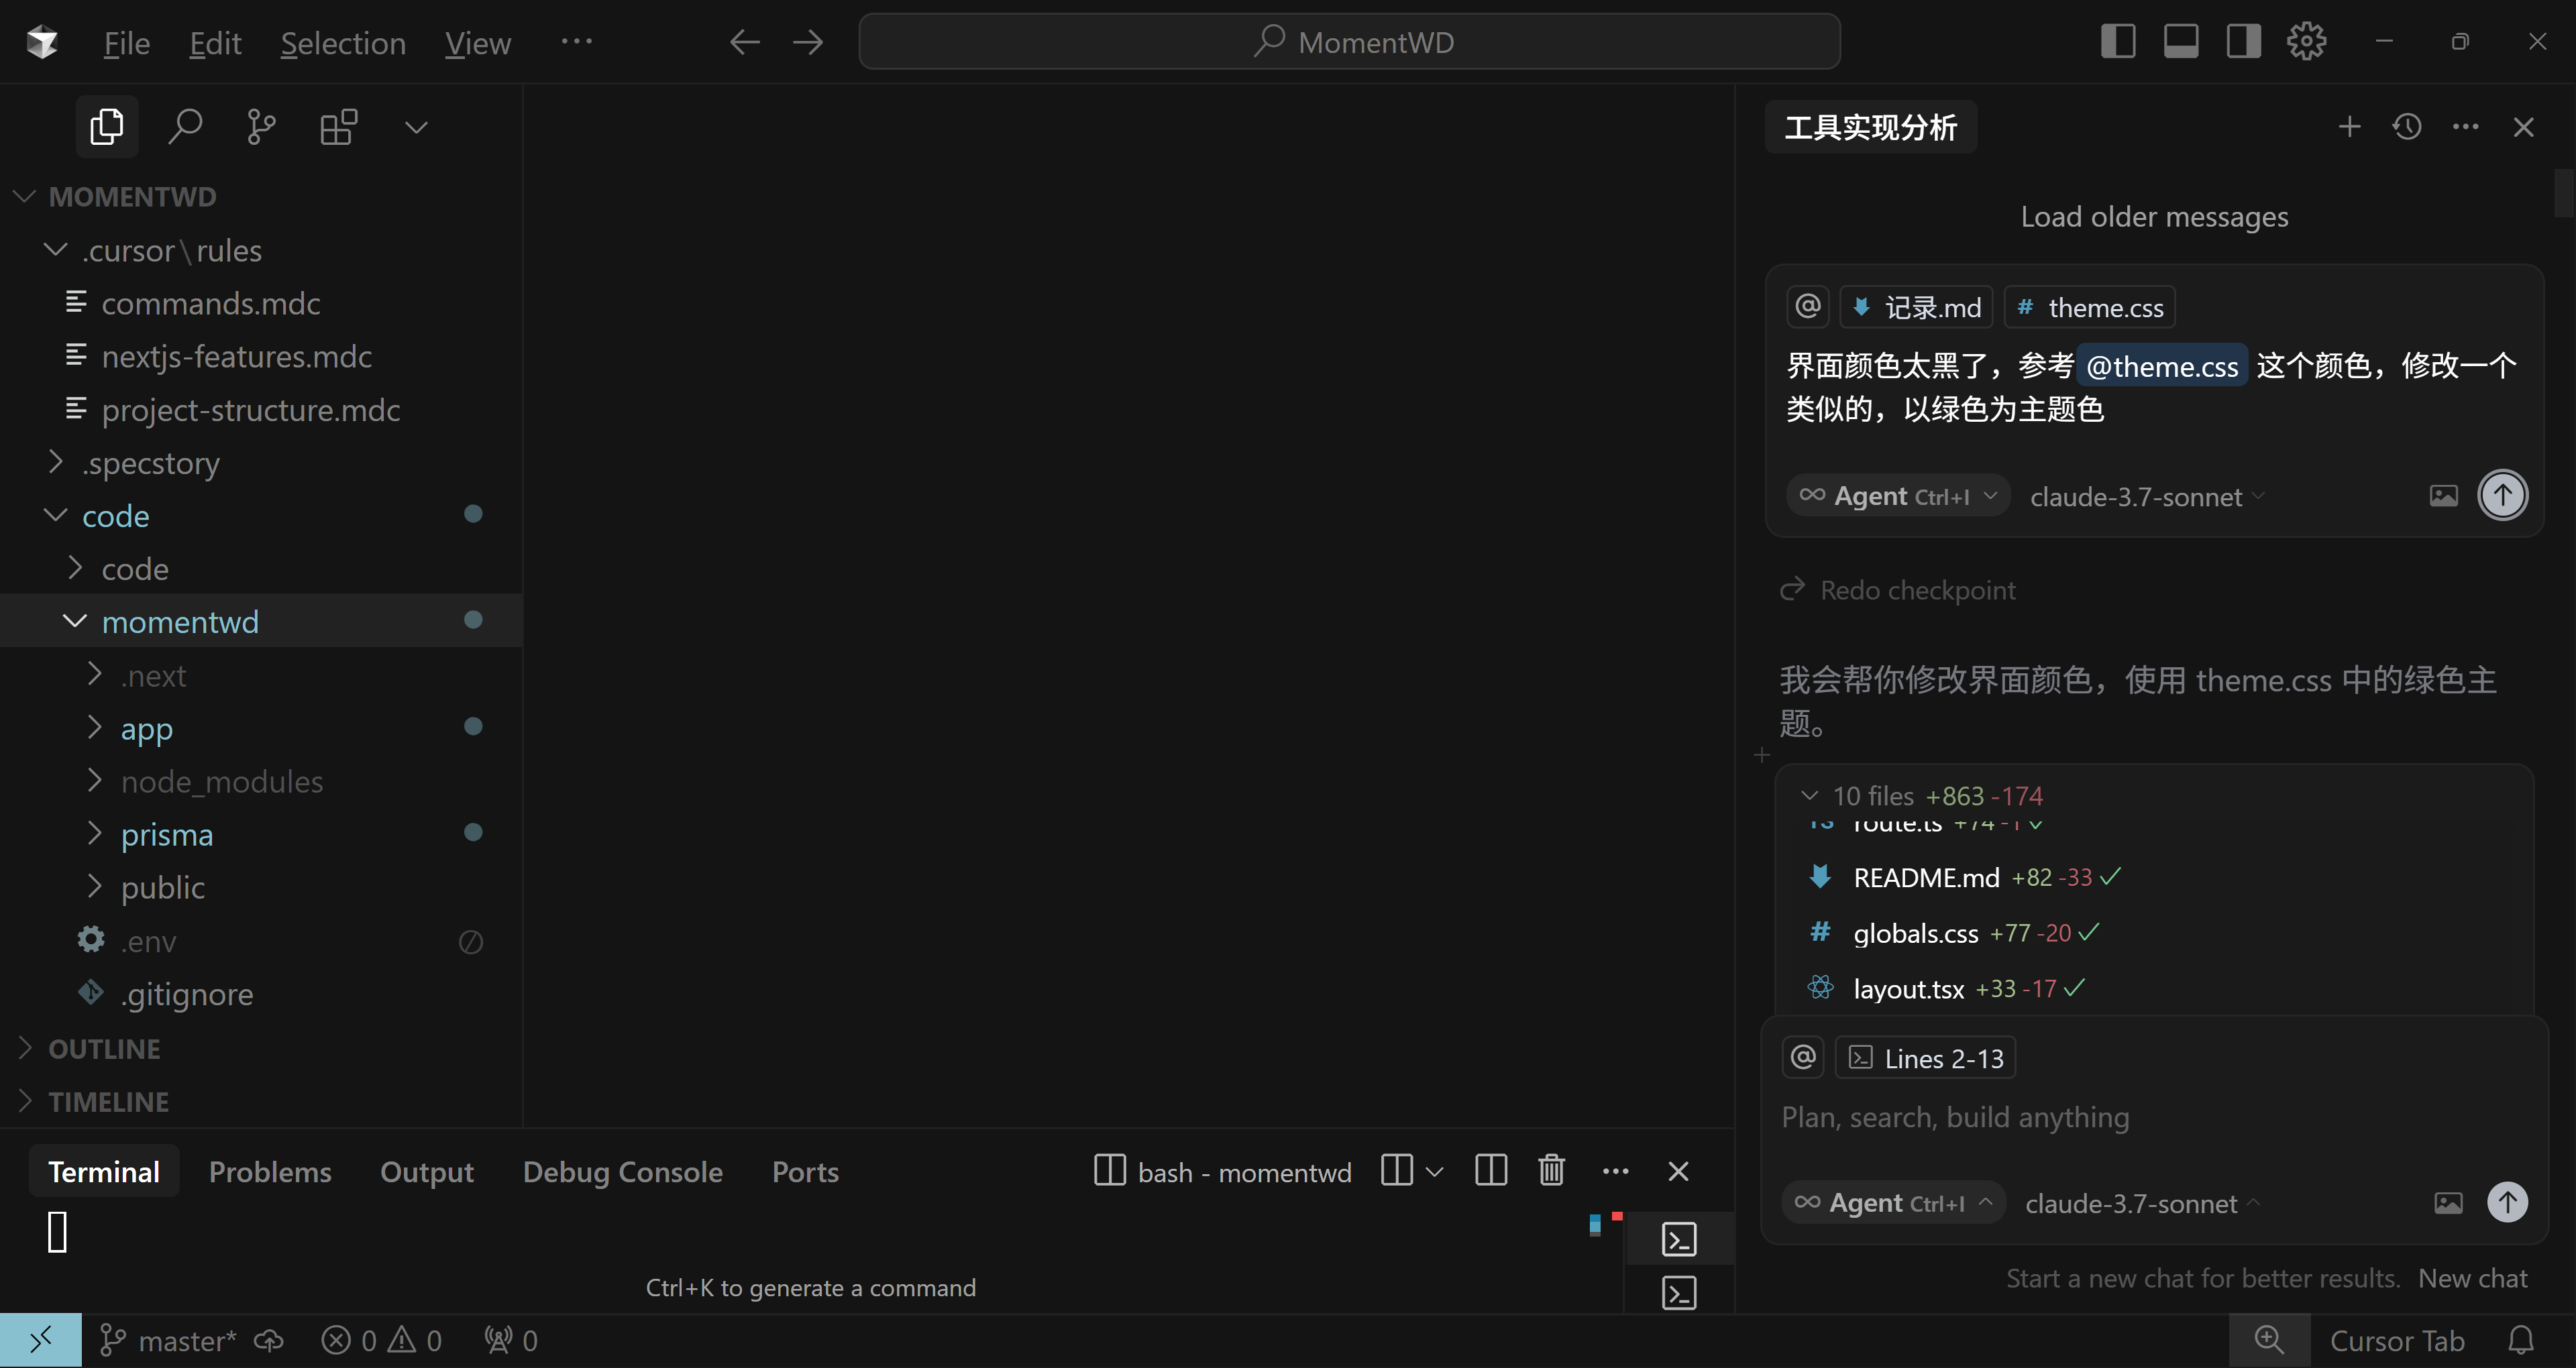 File Edit Selection View ···
MomentWD
MOMENTWD
.cursor\rules
commands.mdc
nextjs-features.mdc
project-structure.mdc
.specstory
code
code
momentwd
.next
app
node_modules
prisma
public
.env
.gitignore
OUTLINE
TIMELINE
Terminal Problems Output Debug Console Ports
bash - momentwd
Ctrl+K to generate a command
工具实现分析
Load older messages
@ 记录.md # theme.css
界面颜色太黑了，参考 @theme.css 这个颜色，修改一个
类似的，以绿色为主题色
Agent Ctrl+I claude-3.7-sonnet
Redo checkpoint
我会帮你修改界面颜色，使用 theme.css 中的绿色主
题。
10 files +863 -174
TS route.ts +74 -1
README.md +82 -33
# globals.css +77 -20
layout.tsx +33 -17
@ Lines 2-13
Plan, search, build anything
Agent Ctrl+I claude-3.7-sonnet
Start a new chat for better results. New chat
master* 0 0 0
Cursor Tab